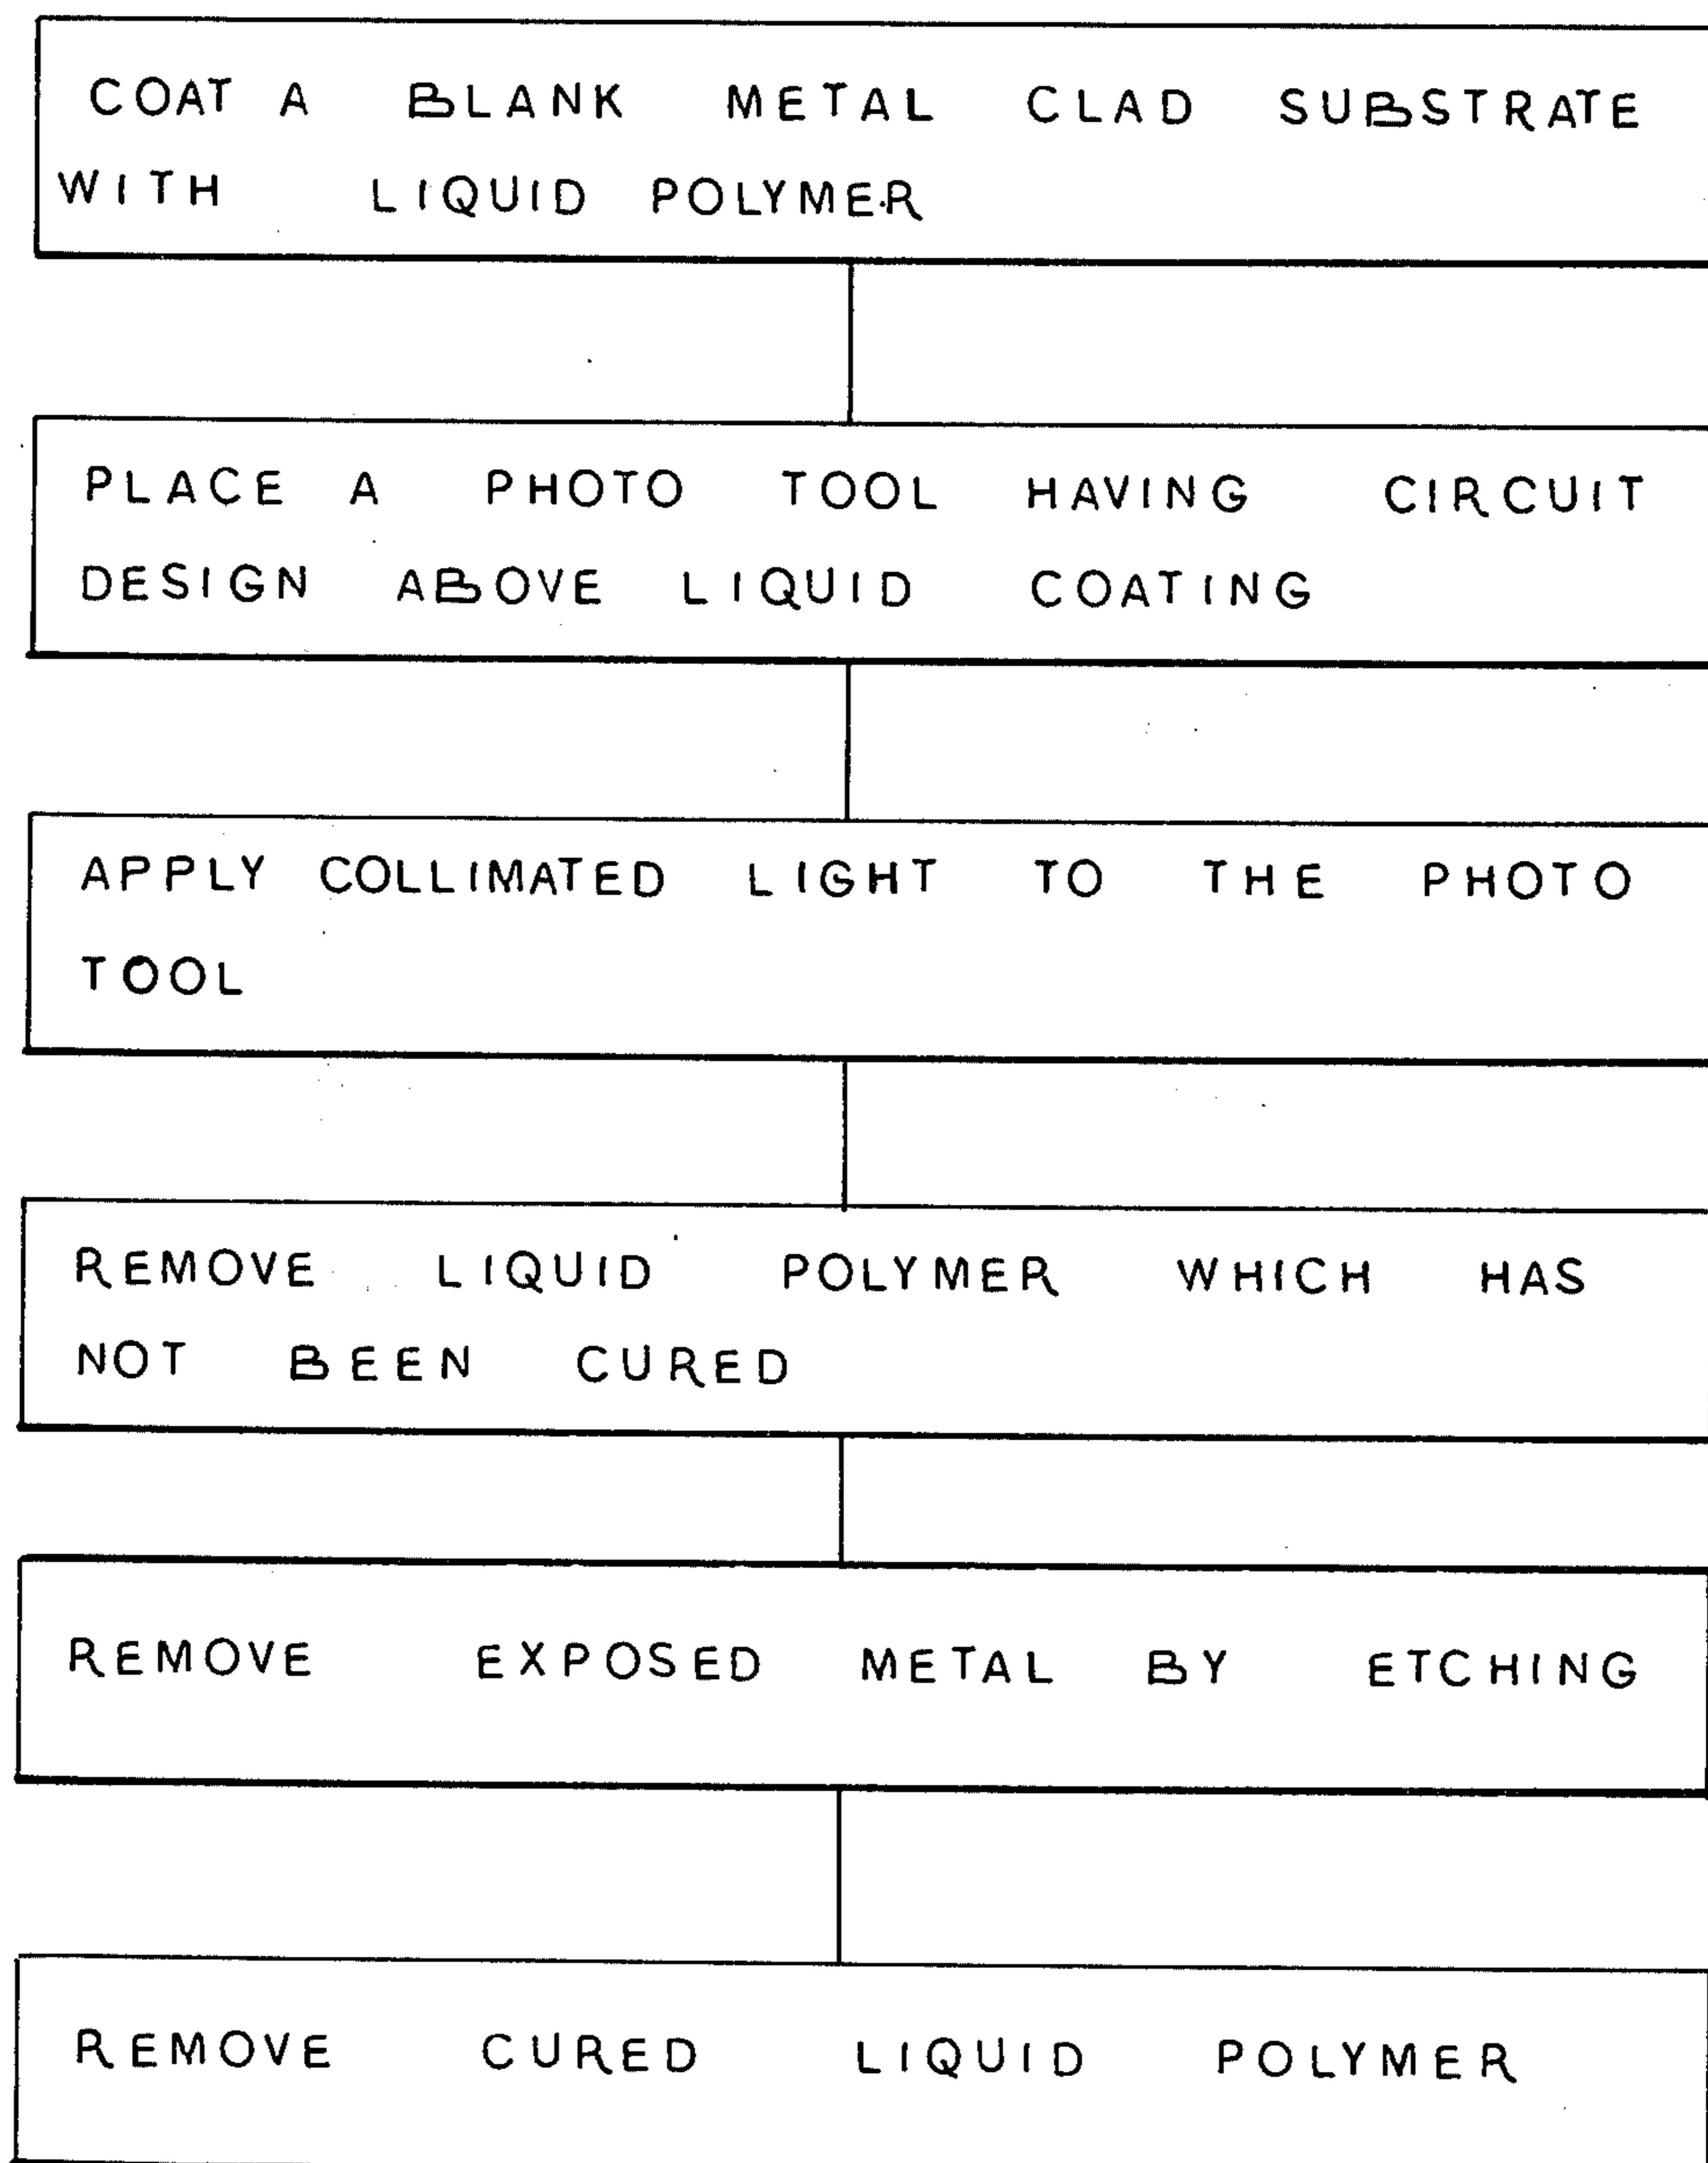 COAT A BLANK METAL CLAD SUBSTRATE
WITH LIQUID POLYMER
PLACE A PHOTO TOOL HAVING CIRCUIT
DESIGN ABOVE LIQUID COATING
APPLY COLLIMATED LIGHT TO THE PHOTO
TOOL
REMOVE LIQUID POLYMER WHICH HAS
NOT BEEN CURED
REMOVE EXPOSED METAL BY ETCHING
REMOVE CURED LIQUID POLYMER